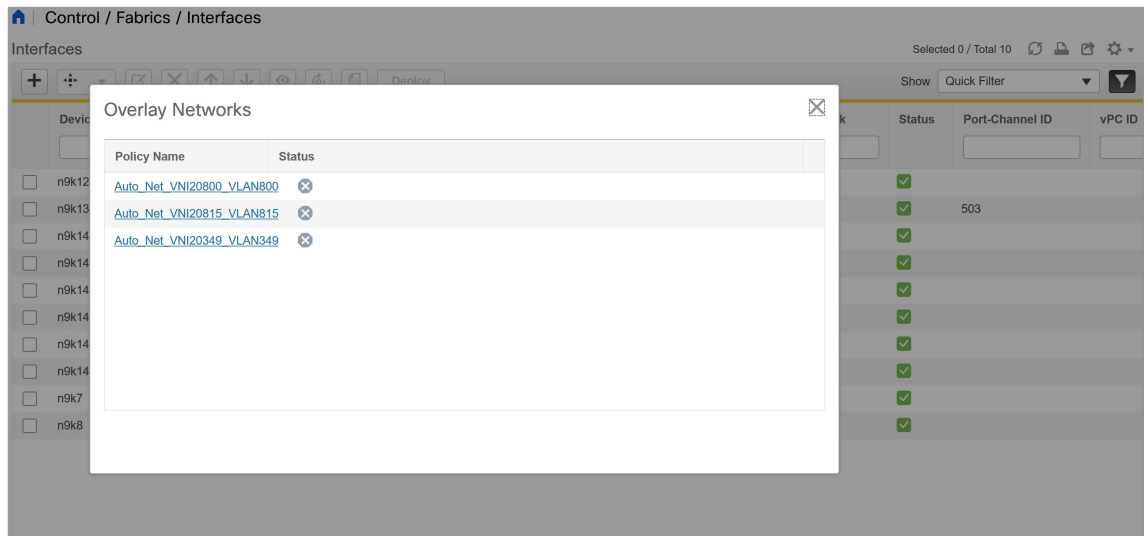 Control / Fabrics / Interfaces
Interfaces
Selected 0 / Total 10
Deploy
Show Quick Filter
Overlay Networks
Status Port-Channel ID vPC ID
Policy Name Status
Auto_Net_VNI20800_VLAN800
n9k12
Auto_Net_VNI20815_VLAN815
n9k13 503
Auto_Net_VNI20349_VLAN349
n9k14
n9k14
n9k14
n9k14
n9k14
n9k14
n9k7
n9k8